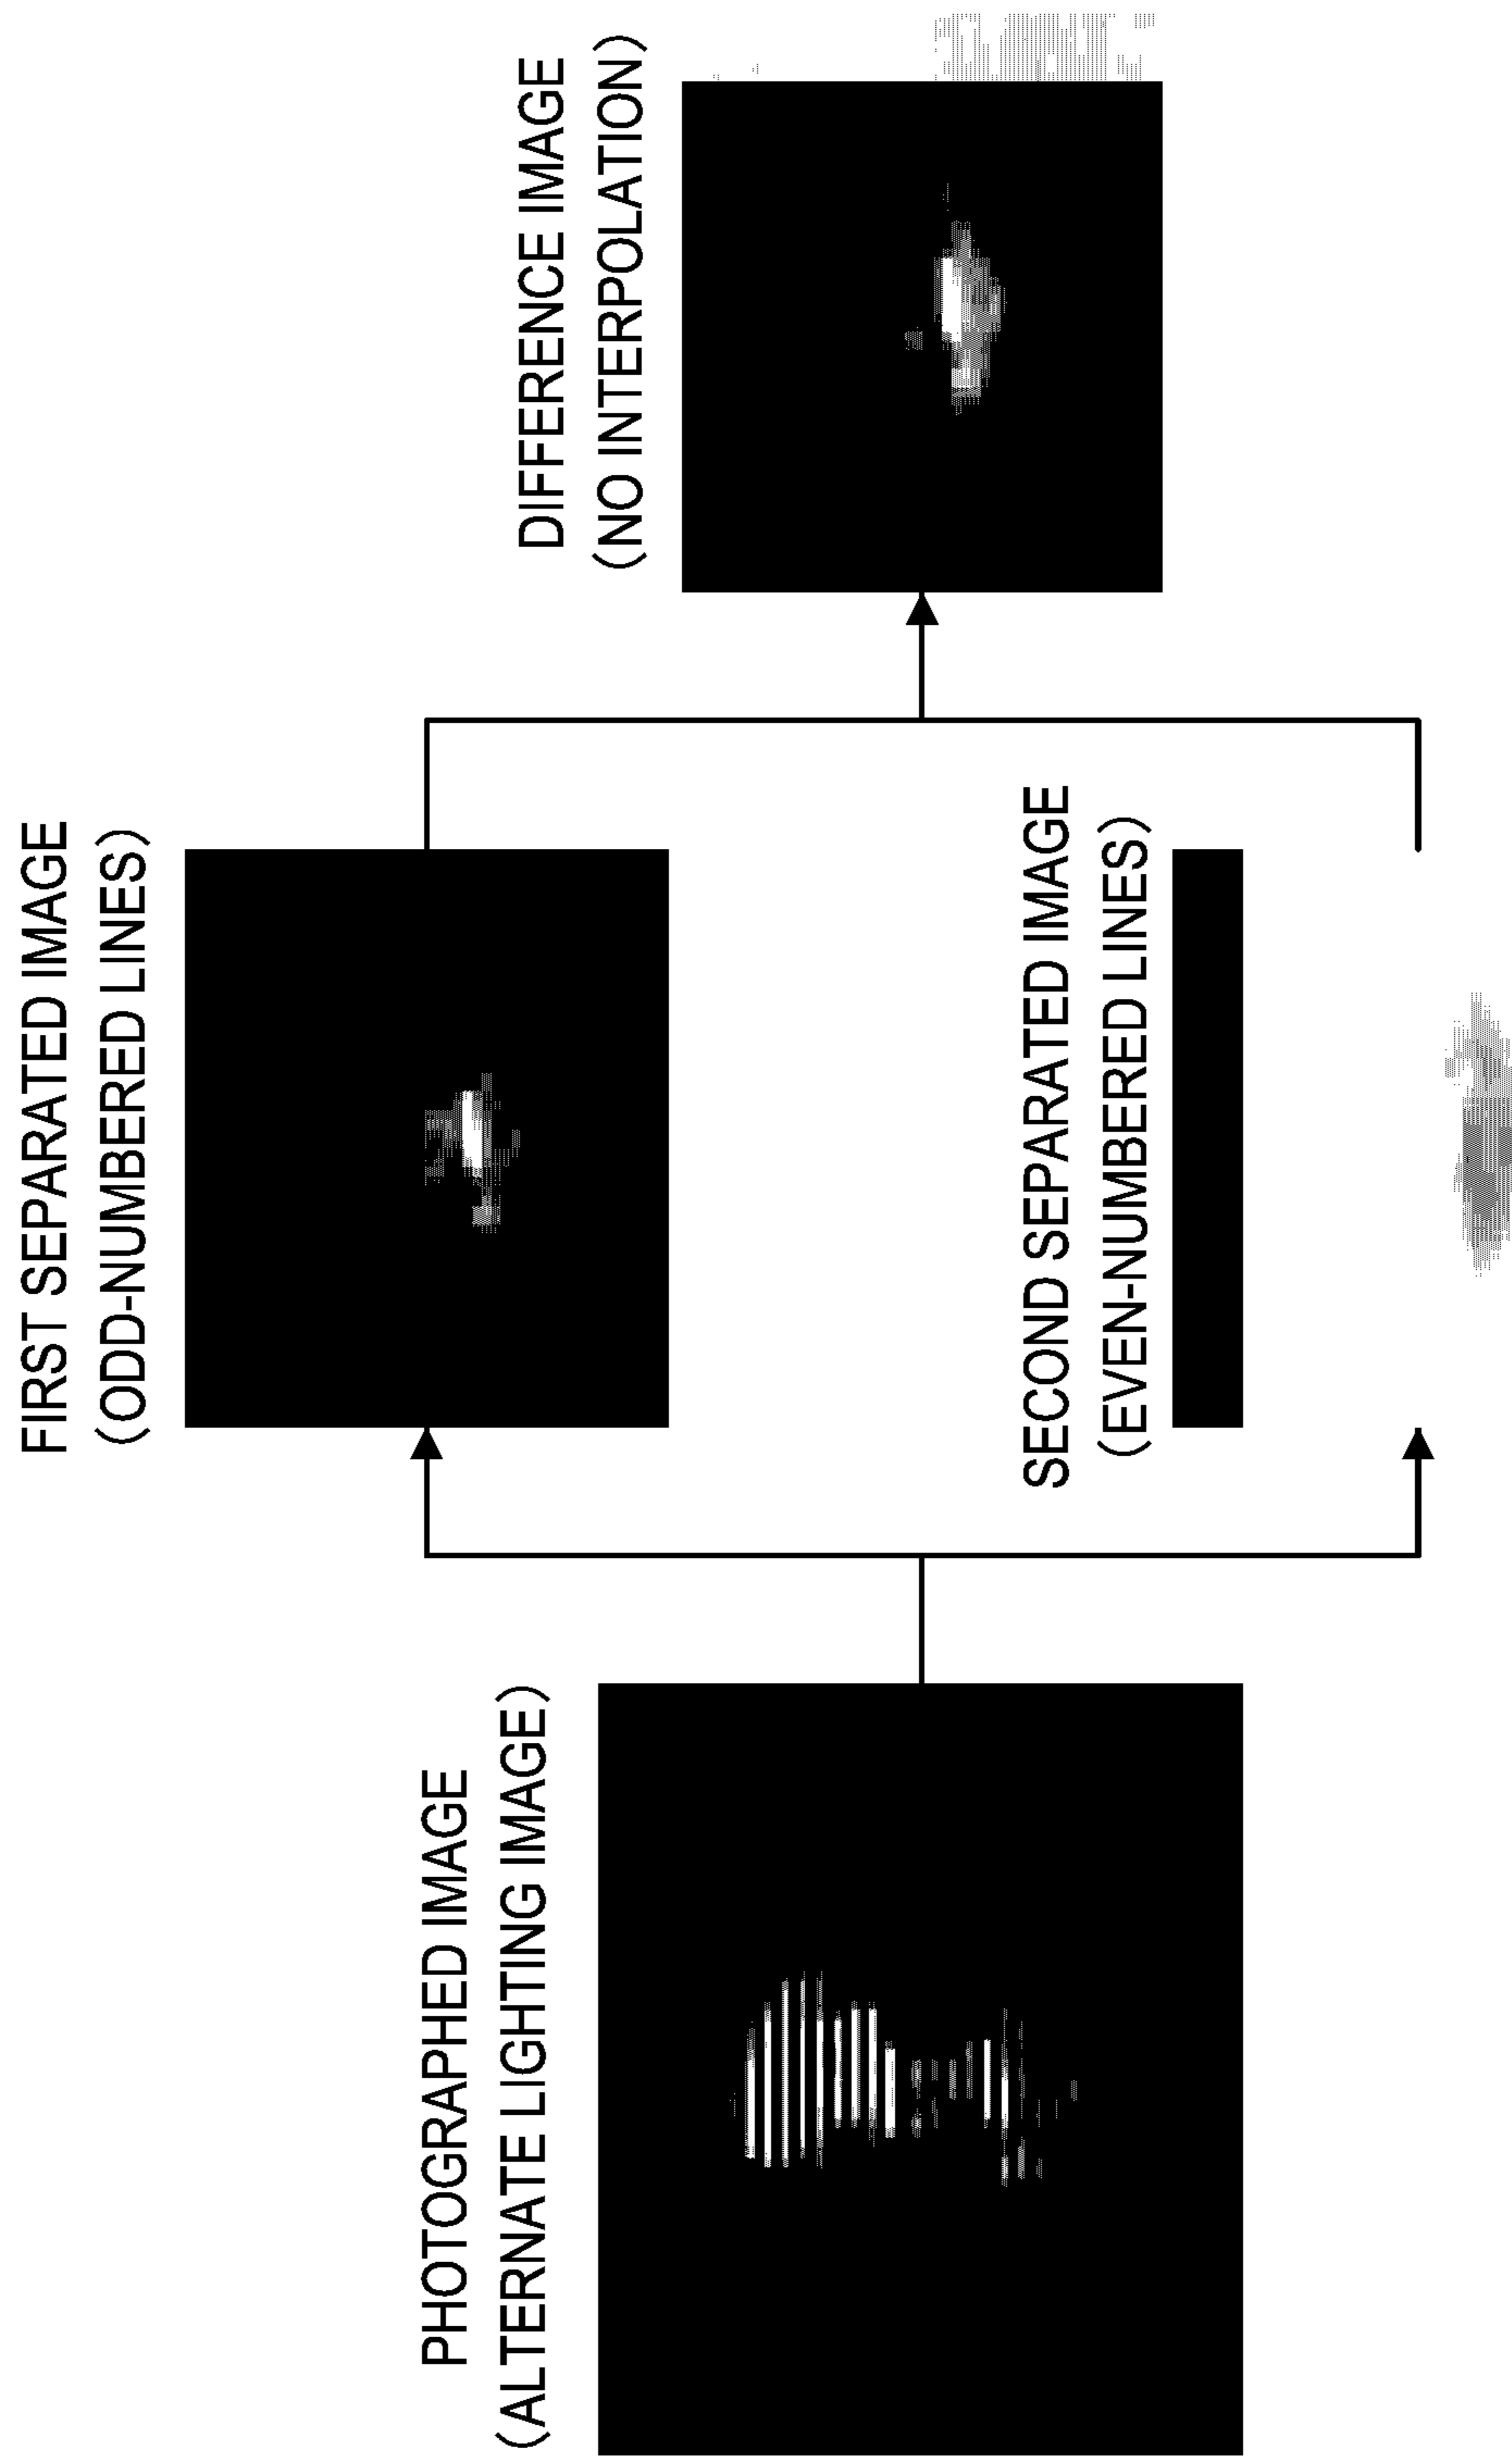 PHOTOGRAPHED IMAGE
(ALTERNATE LIGHTING IMAGE)
FIRST SEPARATED IMAGE
(ODD-NUMBERED LINES)
SECOND SEPARATED IMAGE
(EVEN-NUMBERED LINES)
DIFFERENCE IMAGE
(NO INTERPOLATION)